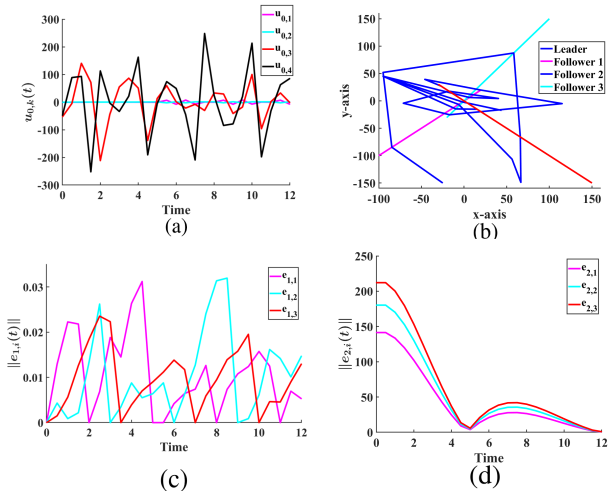 300
200
100
0
-100
-200
-300
u0,k(t)
0 2 4 6 8 10 12
Time
u0,1
u0,2
u0,3
u0,4
(a)
150
100
50
0
-50
-100
-150
y-axis
-100 -50 0 50 100 150
x-axis
Leader
Follower 1
Follower 2
Follower 3
(b)
0.03
0.02
0.01
0
||e1,i(t)||
0 2 4 6 8 10 12
Time
e1,1
e1,2
e1,3
(c)
250
200
150
100
50
0
||e2,i(t)||
0 2 4 6 8 10 12
Time
e2,1
e2,2
e2,3
(d)